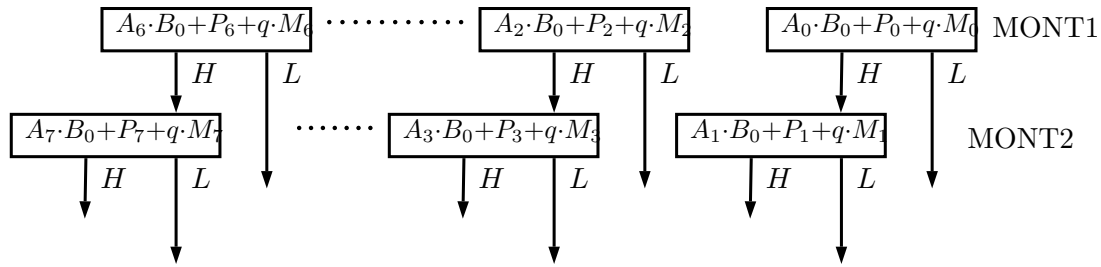 A₆·B₀+P₆+q·M₆ ········· A₂·B₀+P₂+q·M₂ A₀·B₀+P₀+q·M₀ MONT1
H L H L H L
A₇·B₀+P₇+q·M₇ ······· A₃·B₀+P₃+q·M₃ A₁·B₀+P₁+q·M₁ MONT2
H L H L H L